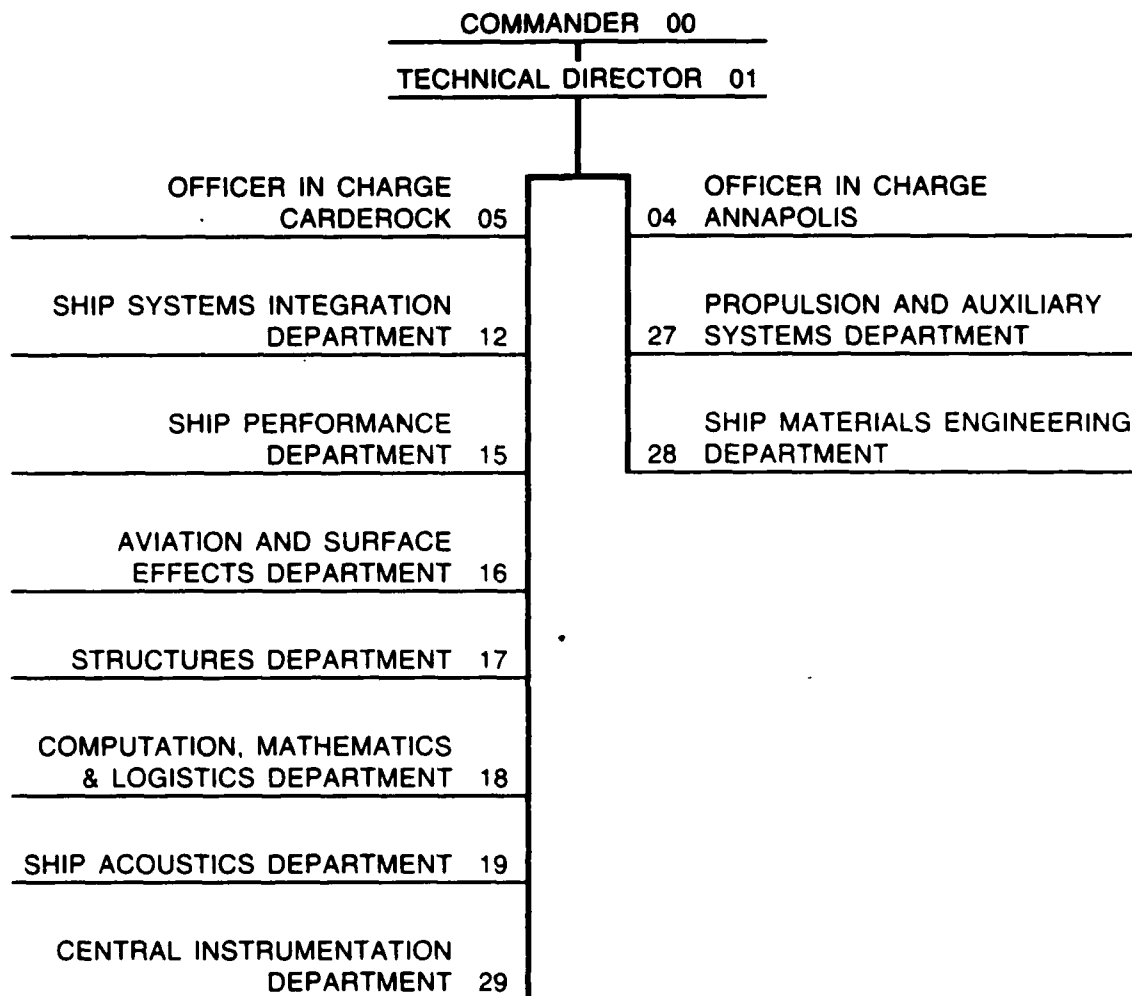 COMMANDER 00
TECHNICAL DIRECTOR 01
OFFICER IN CHARGE
CARDEROCK 05
SHIP SYSTEMS INTEGRATION
DEPARTMENT 12
SHIP PERFORMANCE
DEPARTMENT 15
AVIATION AND SURFACE
EFFECTS DEPARTMENT 16
STRUCTURES DEPARTMENT 17
COMPUTATION, MATHEMATICS
& LOGISTICS DEPARTMENT 18
SHIP ACOUSTICS DEPARTMENT 19
CENTRAL INSTRUMENTATION
DEPARTMENT 29
OFFICER IN CHARGE
04 ANNAPOLIS
PROPULSION AND AUXILIARY
27 SYSTEMS DEPARTMENT
SHIP MATERIALS ENGINEERING
28 DEPARTMENT